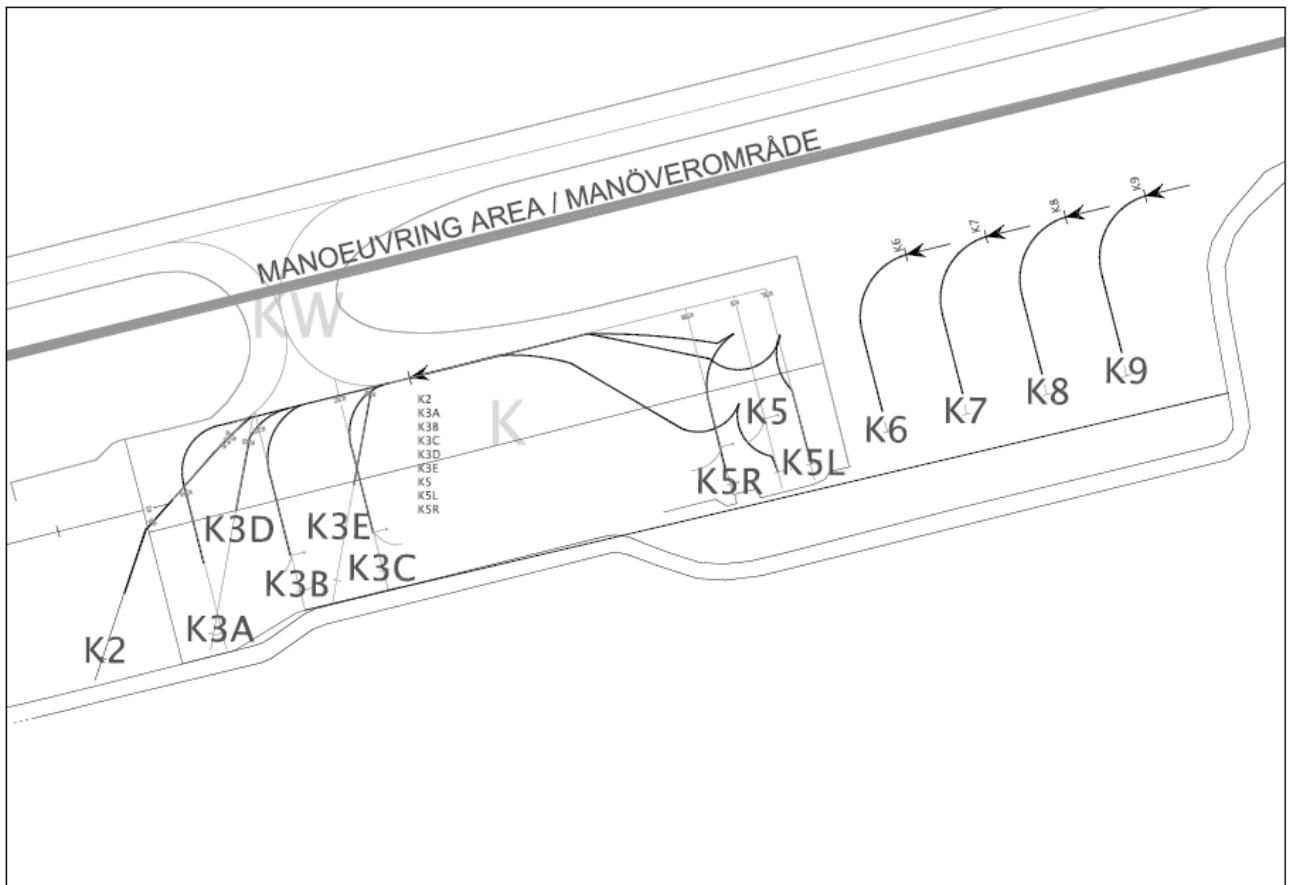 MANOEUVRING AREA / MANÖVEROMRÅDE
KW
K
K9
K8
K7
K6
K2
K3A
K3B
K3C
K3D
K3E
K5
K5L
K5R
K9
K8
K7
K6
K5
K5L
K5R
K3D
K3E
K3C
K3B
K3A
K2